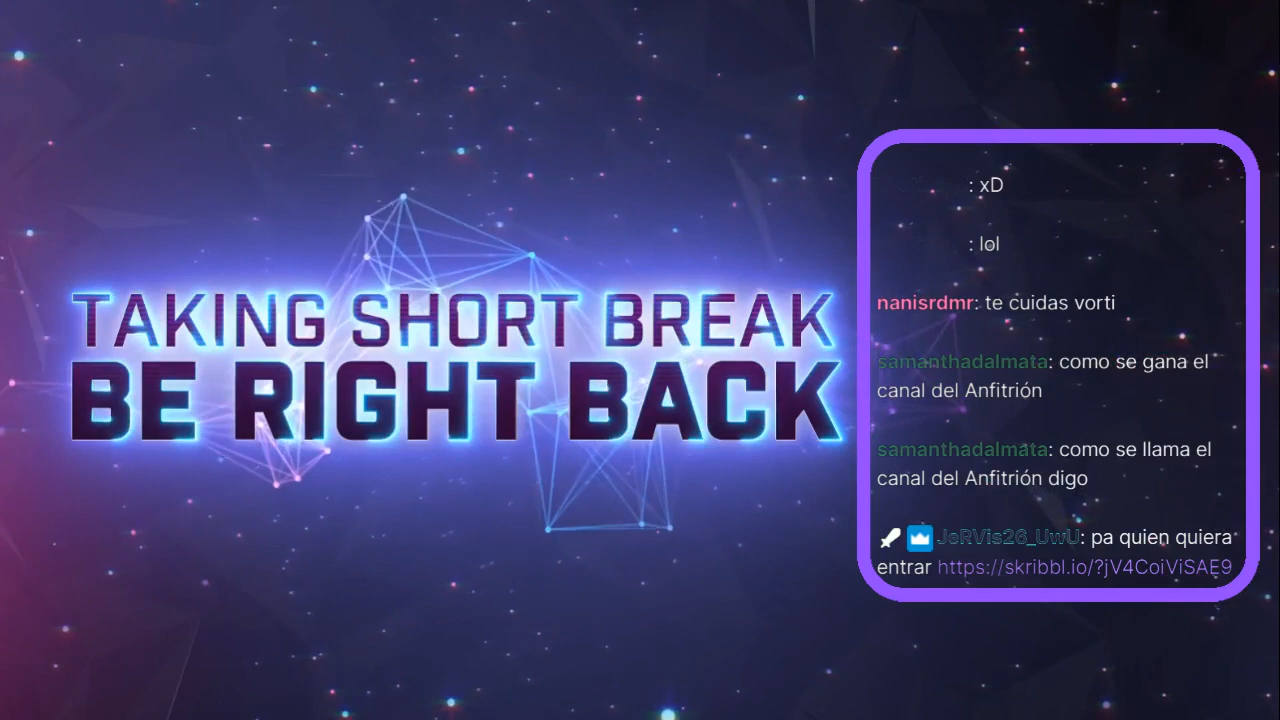 TAKING SHORT BREAK
BE RIGHT BACK
: xD
: lol
nanisrdmr: te cuidas vorti
samanthadalmata: como se gana el
canal del Anfitrión
samanthadalmata: como se llama el
canal del Anfitrión digo
JeRVis26_UwU: pa quien quiera
entrar https://skribbl.io/?jV4CoiViSAE9